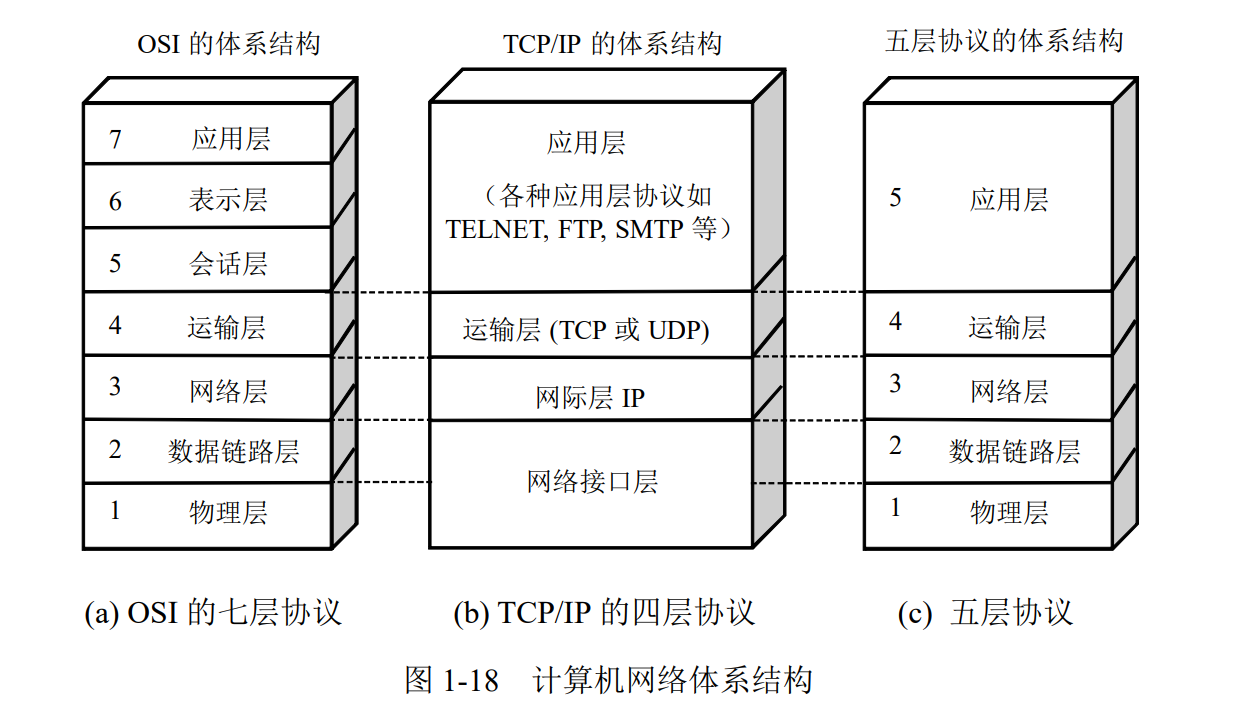 OSI 的体系结构
7 应用层
6 表示层
5 会话层
4 运输层
3 网络层
2 数据链路层
1 物理层
(a) OSI 的七层协议
TCP/IP 的体系结构
应用层
（各种应用层协议如
TELNET, FTP, SMTP 等）
运输层 (TCP 或 UDP)
网际层 IP
网络接口层
(b) TCP/IP 的四层协议
五层协议的体系结构
5 应用层
4 运输层
3 网络层
2 数据链路层
1 物理层
(c) 五层协议
图 1-18 计算机网络体系结构